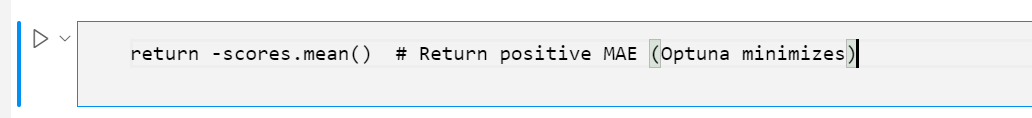 return -scores.mean()  # Return positive MAE (Optuna minimizes)